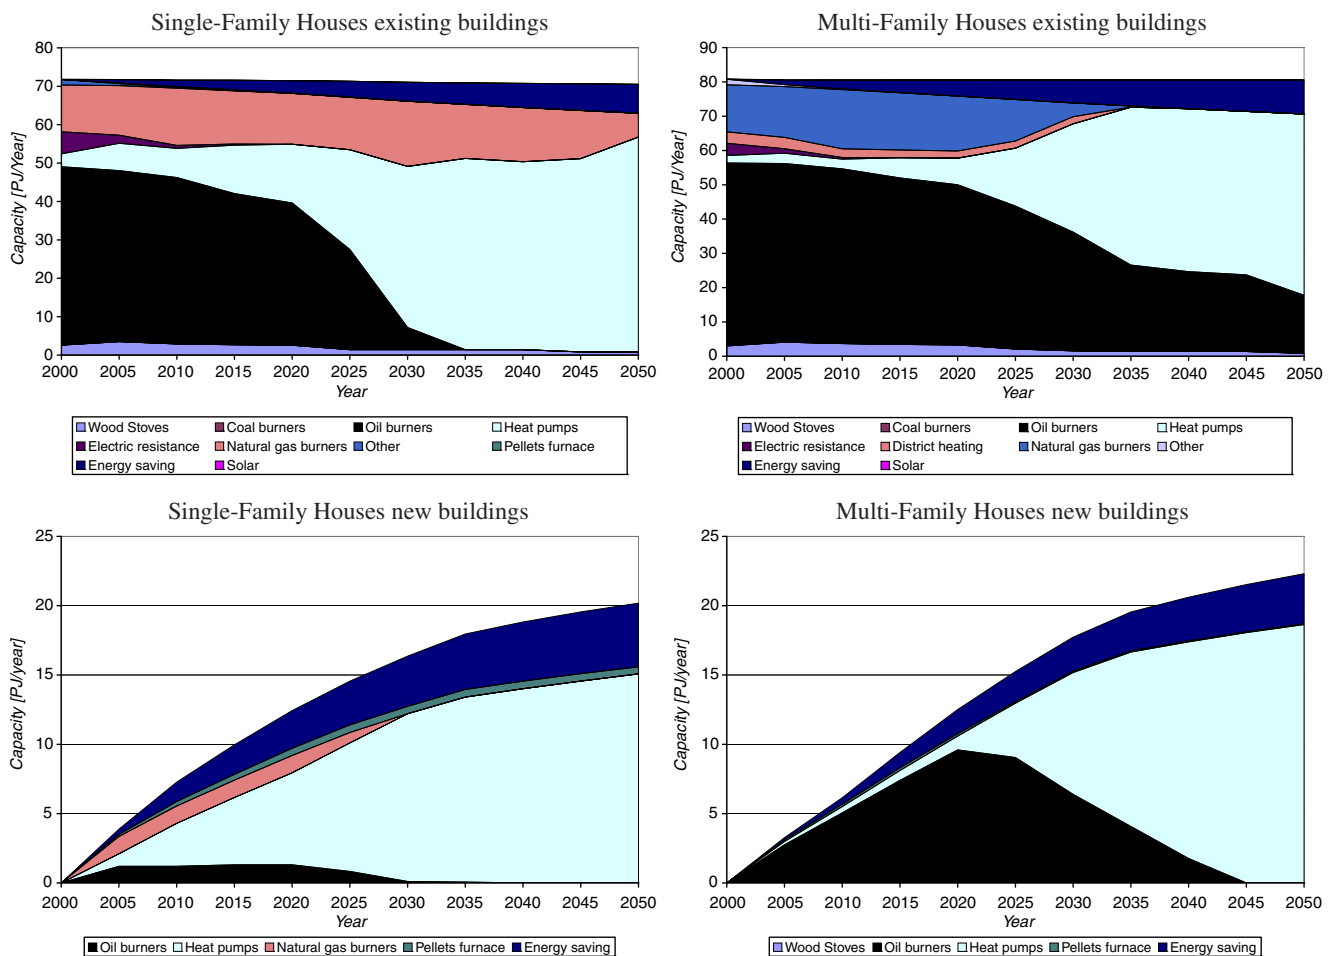 Single-Family Houses existing buildings
80
70
60
50
40
30
20
10
0
Capacity [PJ/Year]
2000 2005 2010 2015 2020 2025 2030 2035 2040 2045 2050
Year
Wood Stoves Coal burners Oil burners Heat pumps
Electric resistance Natural gas burners Other Pellets furnace
Energy saving Solar
Multi-Family Houses existing buildings
90
80
70
60
50
40
30
20
10
0
Capacity [PJ/Year]
2000 2005 2010 2015 2020 2025 2030 2035 2040 2045 2050
Year
Wood Stoves Coal burners Oil burners Heat pumps
Electric resistance District heating Natural gas burners Other
Energy saving Solar
Single-Family Houses new buildings
25
20
15
10
5
0
Capacity [PJ/year]
2000 2005 2010 2015 2020 2025 2030 2035 2040 2045 2050
Year
Oil burners Heat pumps Natural gas burners Pellets furnace Energy saving
Multi-Family Houses new buildings
25
20
15
10
5
0
Capacity [PJ/year]
2000 2005 2010 2015 2020 2025 2030 2035 2040 2045 2050
Year
Wood Stoves Oil burners Heat pumps Pellets furnace Energy saving